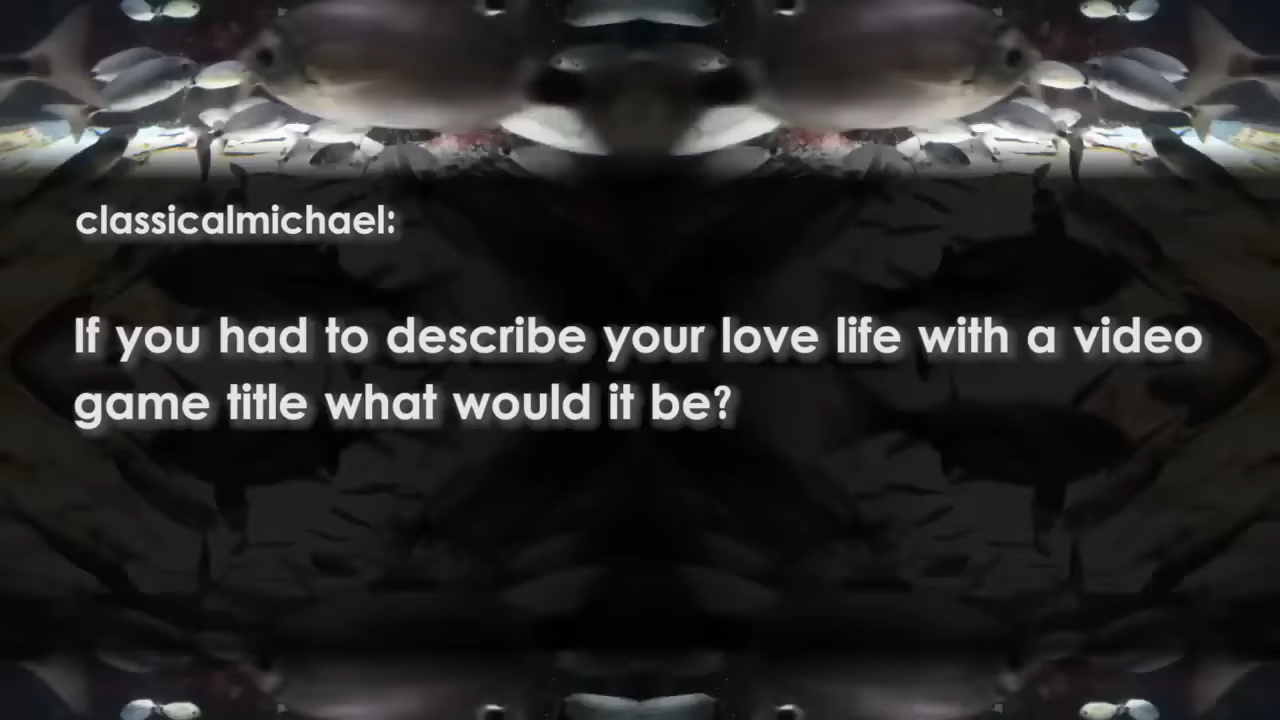 classicalmichael:
If you had to describe your love life with a video
game title what would it be?